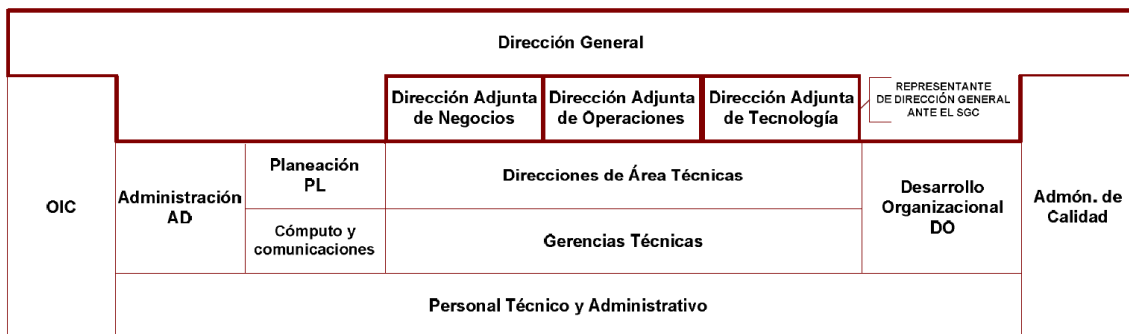 Dirección General
Dirección Adjunta
de Negocios
Dirección Adjunta
de Operaciones
Dirección Adjunta
de Tecnología
REPRESENTANTE
DE DIRECCIÓN GENERAL
ANTE EL SGC
OIC
Administración
AD
Planeación
PL
Cómputo y
comunicaciones
Direcciones de Área Técnicas
Gerencias Técnicas
Desarrollo
Organizacional
DO
Admón. de
Calidad
Personal Técnico y Administrativo